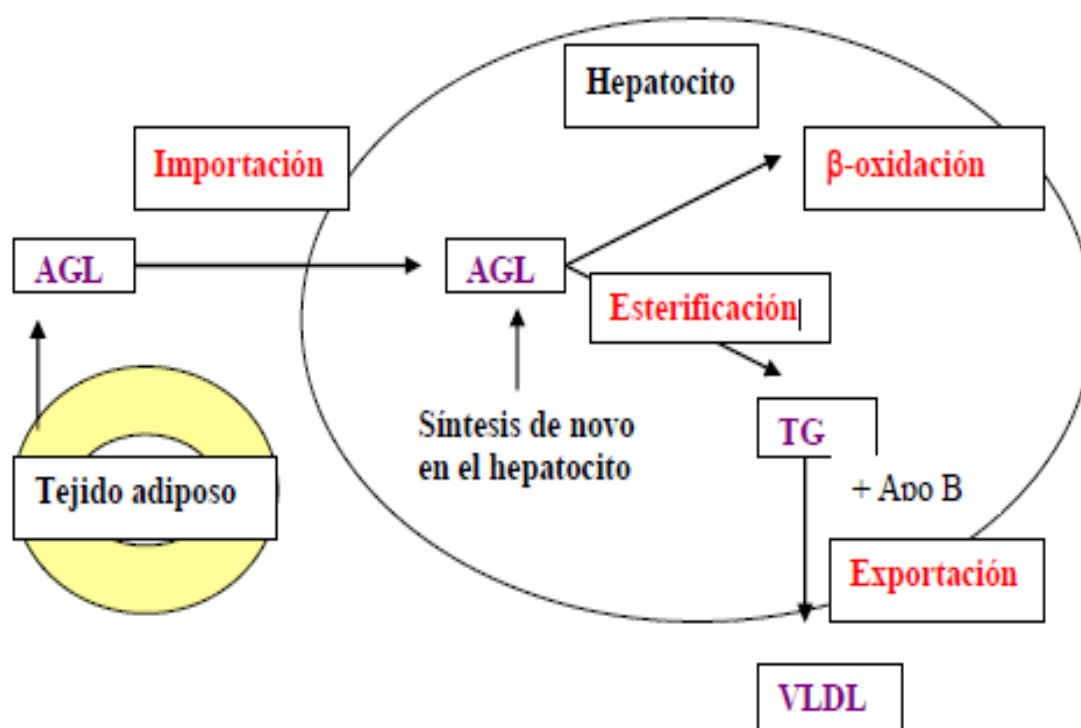 Hepatocito
Importación
β-oxidación
AGL
AGL
Esterificación
Síntesis de novo
en el hepatocito
TG
Tejido adiposo
+ Apo B
Exportación
VLDL